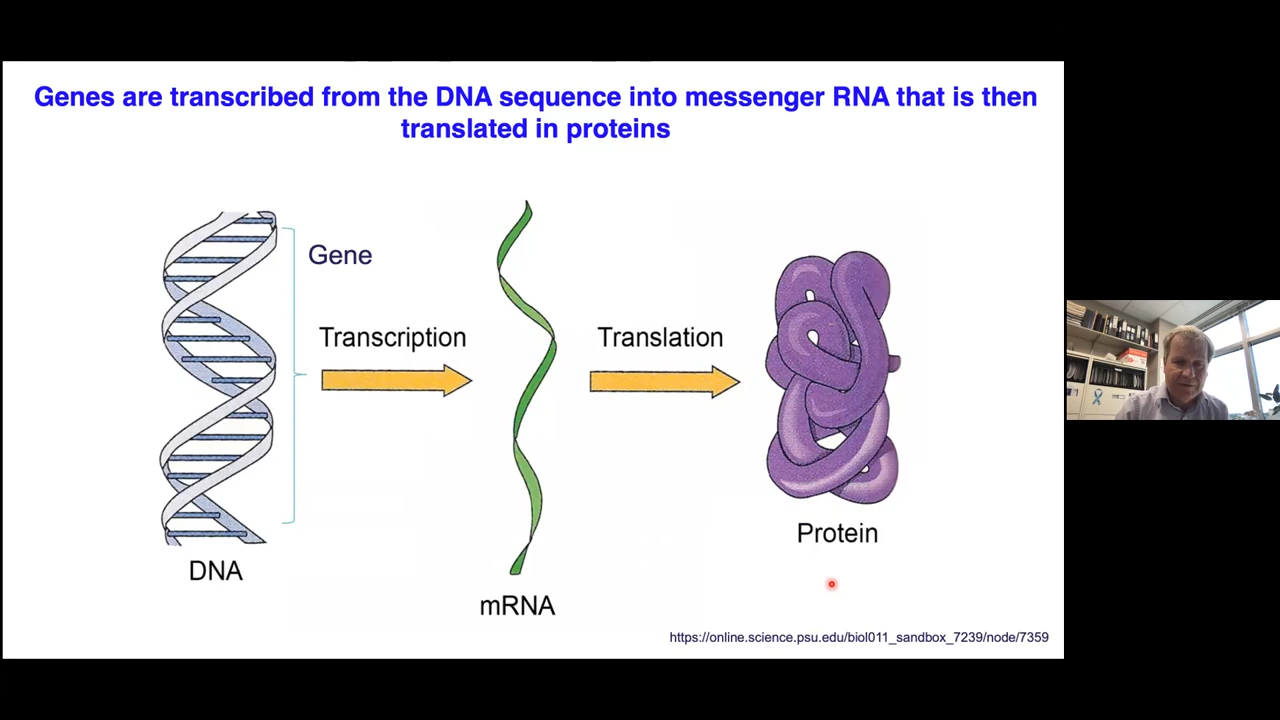 Genes are transcribed from the DNA sequence into messenger RNA that is then
translated in proteins
Gene
Transcription
Translation
Protein
DNA
mRNA
https://online.science.psu.edu/biol011_sandbox_7239/node/7359